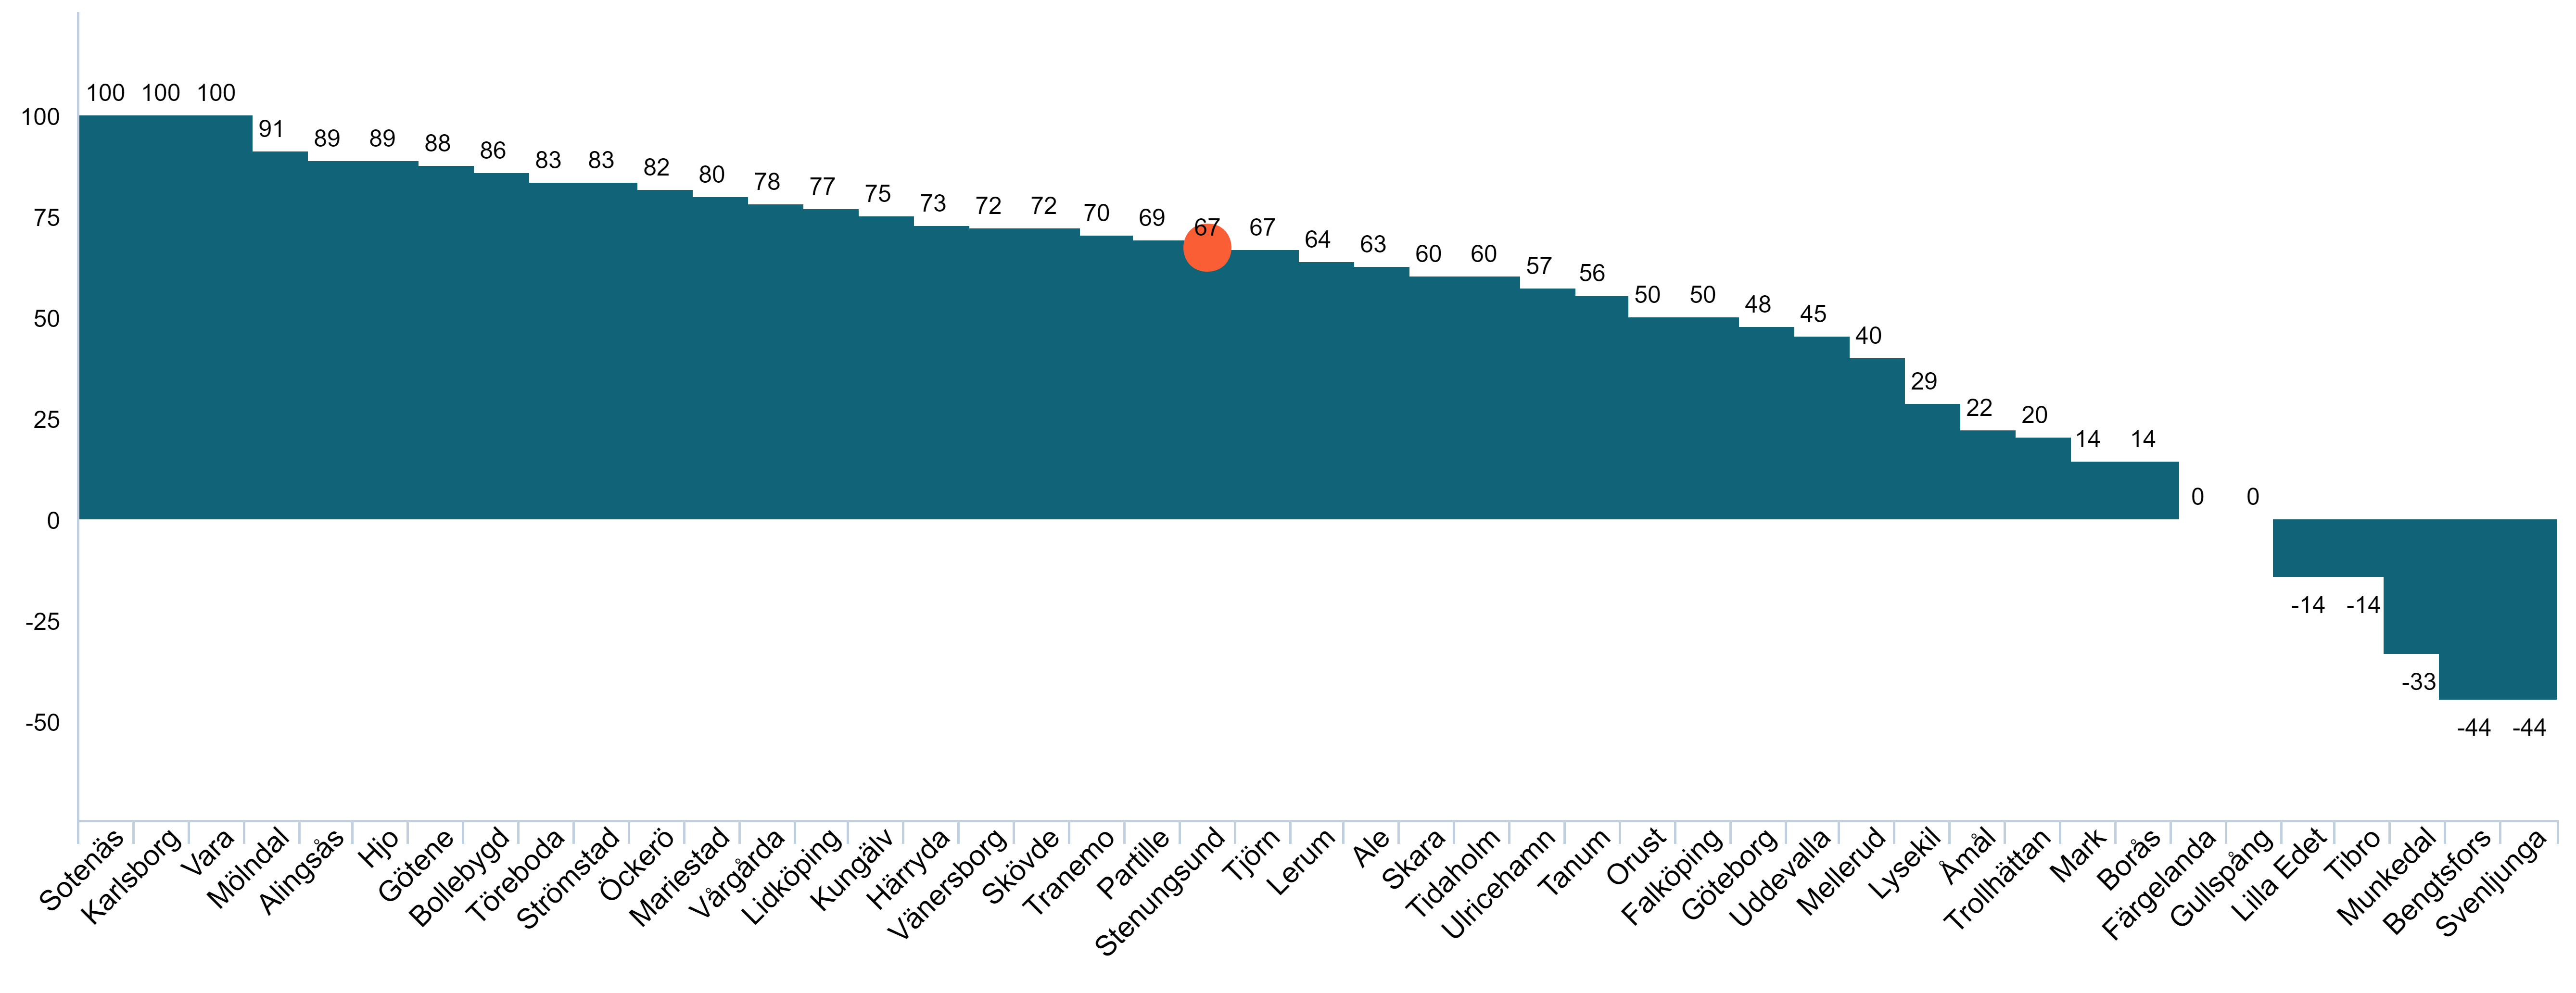 100 100 100 91 89 89 88 86 83 83 82 80 78 77 75 73 72 72 70 69 67 67 64 63 60 60 57 56 50 50 48 45 40 29 22 20 14 14 0 0 -14 -14 -33 -44 -44
100
75
50
25
0
-25
-50
Sotenäs
Karlsborg
Vara
Mölndal
Alingsås
Hjo
Götene
Bollebygd
Töreboda
Strömstad
Öckerö
Mariestad
Vårgårda
Lidköping
Kungälv
Härryda
Vänersborg
Skövde
Tranemo
Partille
Stenungsund
Tjörn
Lerum
Ale
Skara
Tidaholm
Ulricehamn
Tanum
Orust
Falköping
Göteborg
Uddevalla
Mellerud
Lysekil
Åmål
Trollhättan
Mark
Borås
Färgelanda
Gullspång
Lilla Edet
Tibro
Munkedal
Bengtsfors
Svenljunga